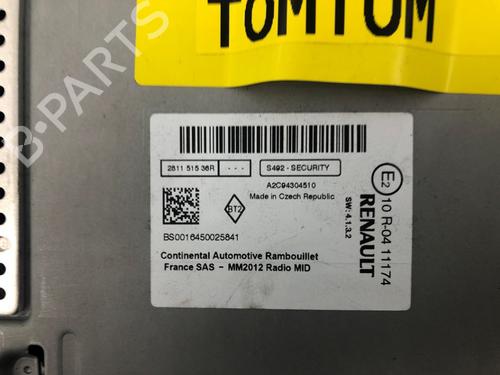 TOMTOM
2811 515 36R
- - -
S492 - SECURITY
A2C94304510
Made in Czech Republic
BTZ
BS0016450025841
Continental Automotive Rambouillet
France SAS - MM2012 Radio MID
E2
10 R-04 11174
SW: 4.1.3.2
RENAULT
B-PARTS